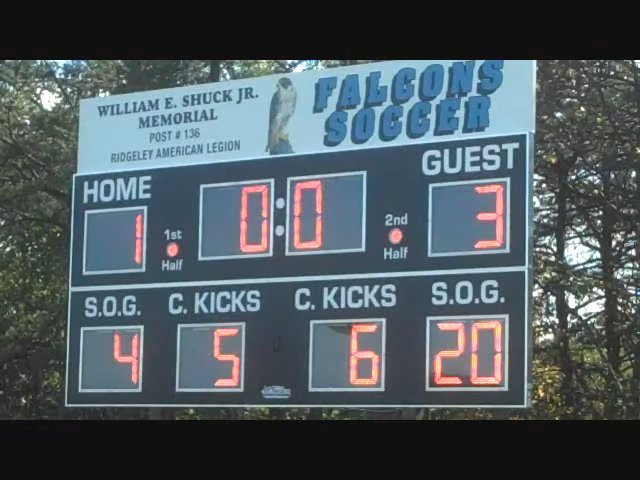 WILLIAM E. SHUCK JR.
MEMORIAL
POST # 136
RIDGELEY AMERICAN LEGION
FALCONS
SOCCER
HOME
GUEST
1
1st
Half
0:0
2nd
Half
3
S.O.G.
C. KICKS
C. KICKS
S.O.G.
4
5
6
20